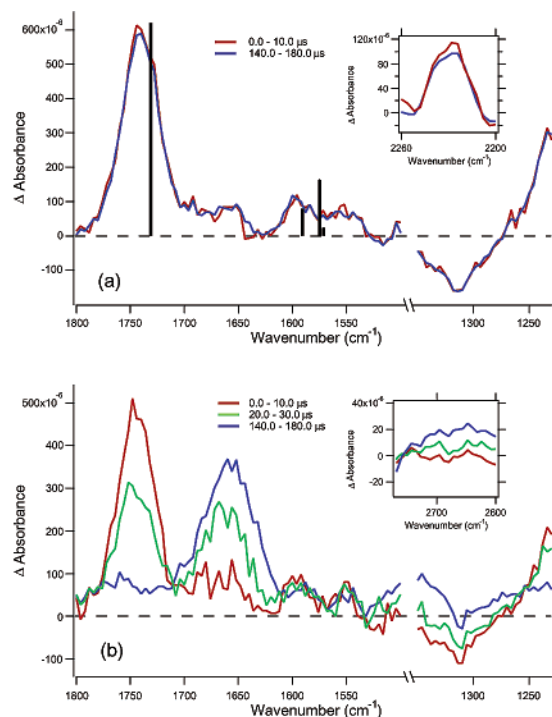 600x10⁻⁶
500
400
300
200
100
0
-100
Δ Absorbance
0.0 - 10.0 μs
140.0 - 180.0 μs
120x10⁻⁶
80
40
0
Δ Absorbance
2260
2200
Wavenumber (cm⁻¹)
(a)
1800
1750
1700
1650
1600
1550
1300
1250
Wavenumber (cm⁻¹)
500x10⁻⁶
400
300
200
100
0
-100
Δ Absorbance
0.0 - 10.0 μs
20.0 - 30.0 μs
140.0 - 180.0 μs
40x10⁻⁶
20
0
-20
Δ Absorbance
2700
2600
Wavenumber (cm⁻¹)
(b)
1800
1750
1700
1650
1600
1550
1300
1250
Wavenumber (cm⁻¹)